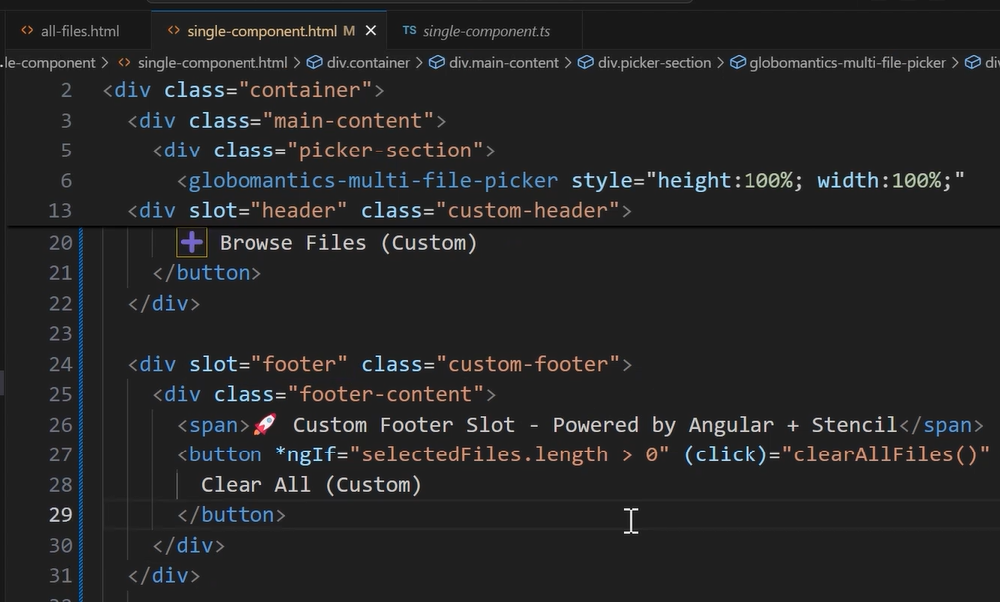 all-files.html single-component.html M TS single-component.ts
.le-component > single-component.html > div.container > div.main-content > div.picker-section > globomantics-multi-file-picker >
2 <div class="container">
3 <div class="main-content">
5 <div class="picker-section">
6 <globomantics-multi-file-picker style="height:100%; width:100%;"
13 <div slot="header" class="custom-header">
20 ➕ Browse Files (Custom)
21 </button>
22 </div>
23
24 <div slot="footer" class="custom-footer">
25 <div class="footer-content">
26 <span>🚀 Custom Footer Slot - Powered by Angular + Stencil</span>
27 <button *ngIf="selectedFiles.length > 0" (click)="clearAllFiles()"
28 Clear All (Custom)
29 </button>
30 </div>
31 </div>